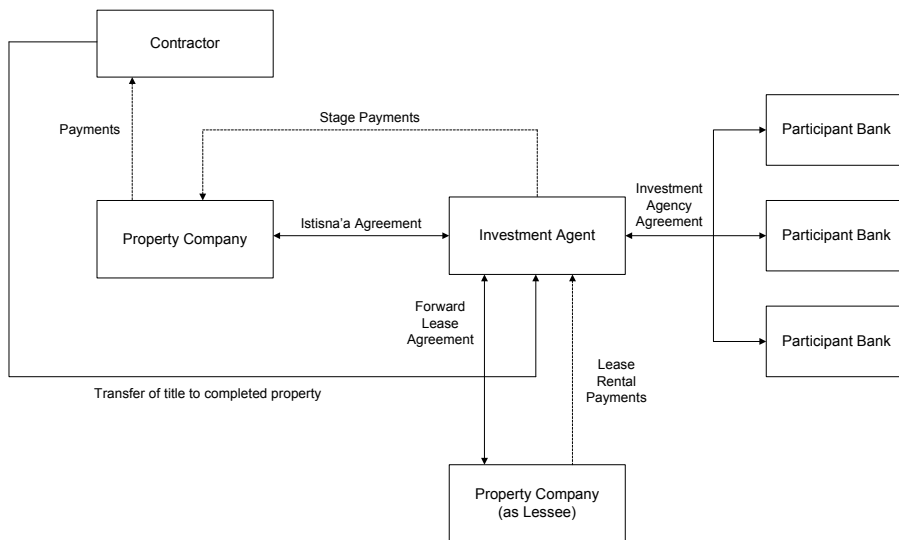 Contractor
Payments
Stage Payments
Participant Bank
Property Company
Istisna'a Agreement
Investment Agent
Investment
Agency
Agreement
Participant Bank
Forward
Lease
Agreement
Participant Bank
Transfer of title to completed property
Lease
Rental
Payments
Property Company
(as Lessee)